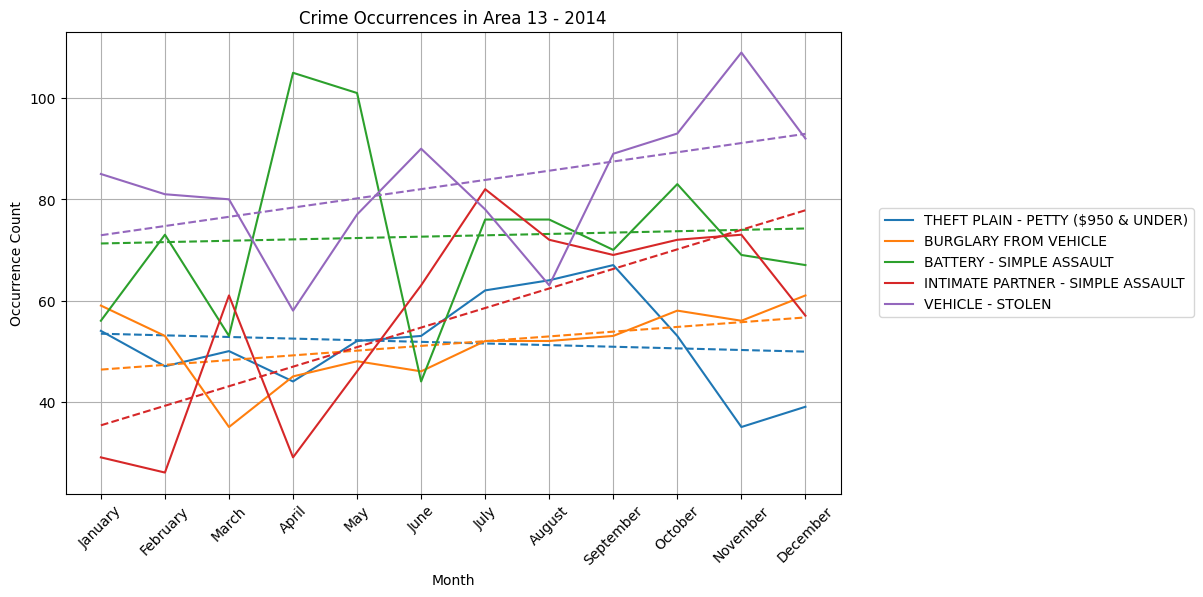 Crime Occurrences in Area 13 - 2014
Occurrence Count
100
80
60
40
January
February
March
April
May
June
July
August
September
October
November
December
Month
THEFT PLAIN - PETTY ($950 & UNDER)
BURGLARY FROM VEHICLE
BATTERY - SIMPLE ASSAULT
INTIMATE PARTNER - SIMPLE ASSAULT
VEHICLE - STOLEN